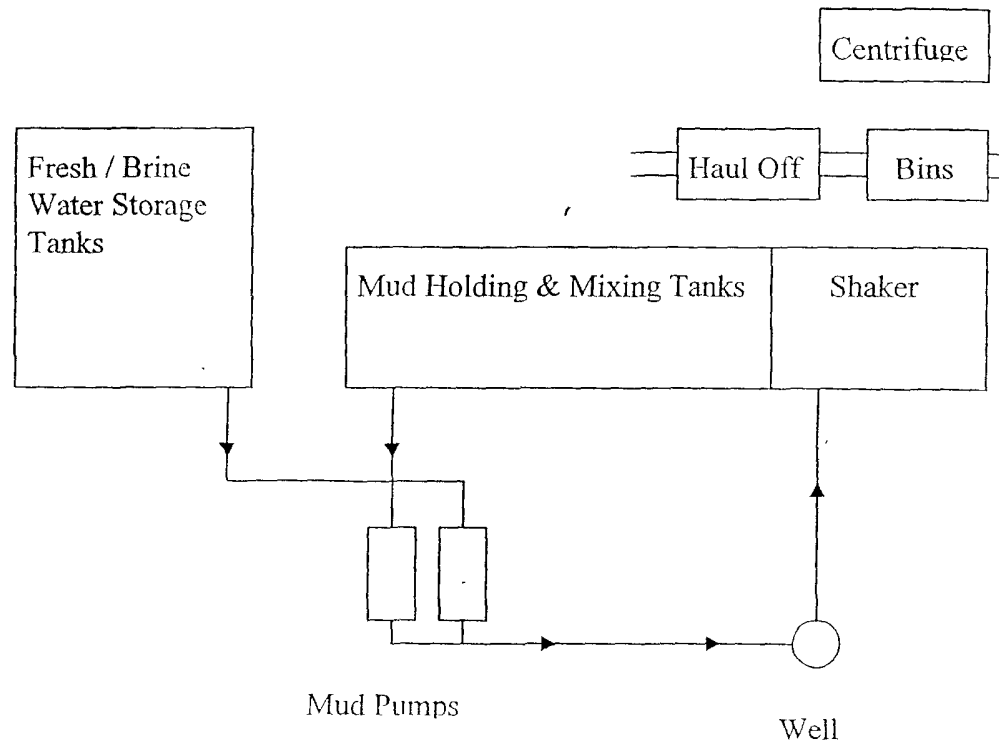 Centrifuge
Fresh / Brine
Water Storage
Tanks
Haul Off
Bins
Mud Holding & Mixing Tanks
Shaker
Mud Pumps
Well